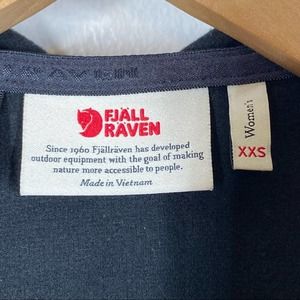 FJÄLL
RÄVEN
Since 1960 Fjällräven has developed
outdoor equipment with the goal of making
nature more accessible to people.
Made in Vietnam
Women's
XXS